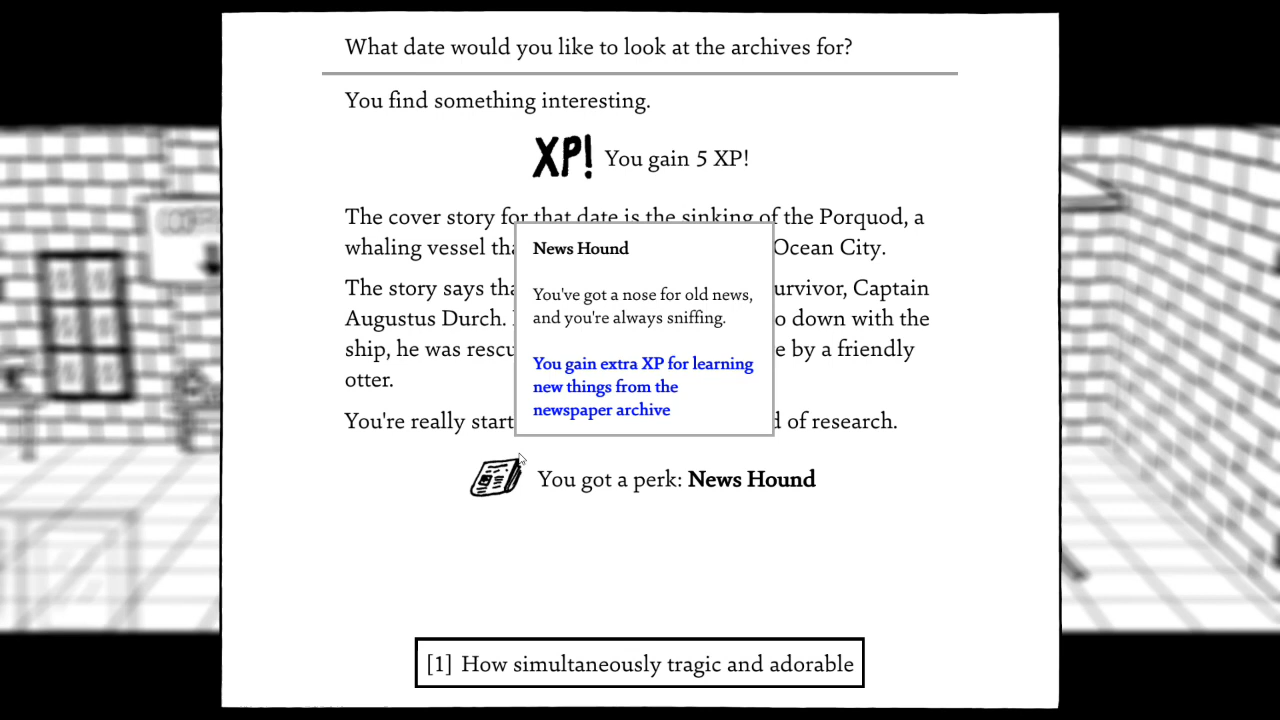 What date would you like to look at the archives for?
You find something interesting.
XP! You gain 5 XP!
The cover story for that date is the sinking of the Porquod, a
whaling vessel tha Ocean City.
The story says tha urvivor, Captain
Augustus Durch. o down with the
ship, he was rescu e by a friendly
otter.
You're really start d of research.
News Hound
You've got a nose for old news,
and you're always sniffing.
You gain extra XP for learning
new things from the
newspaper archive
You got a perk: News Hound
[1] How simultaneously tragic and adorable